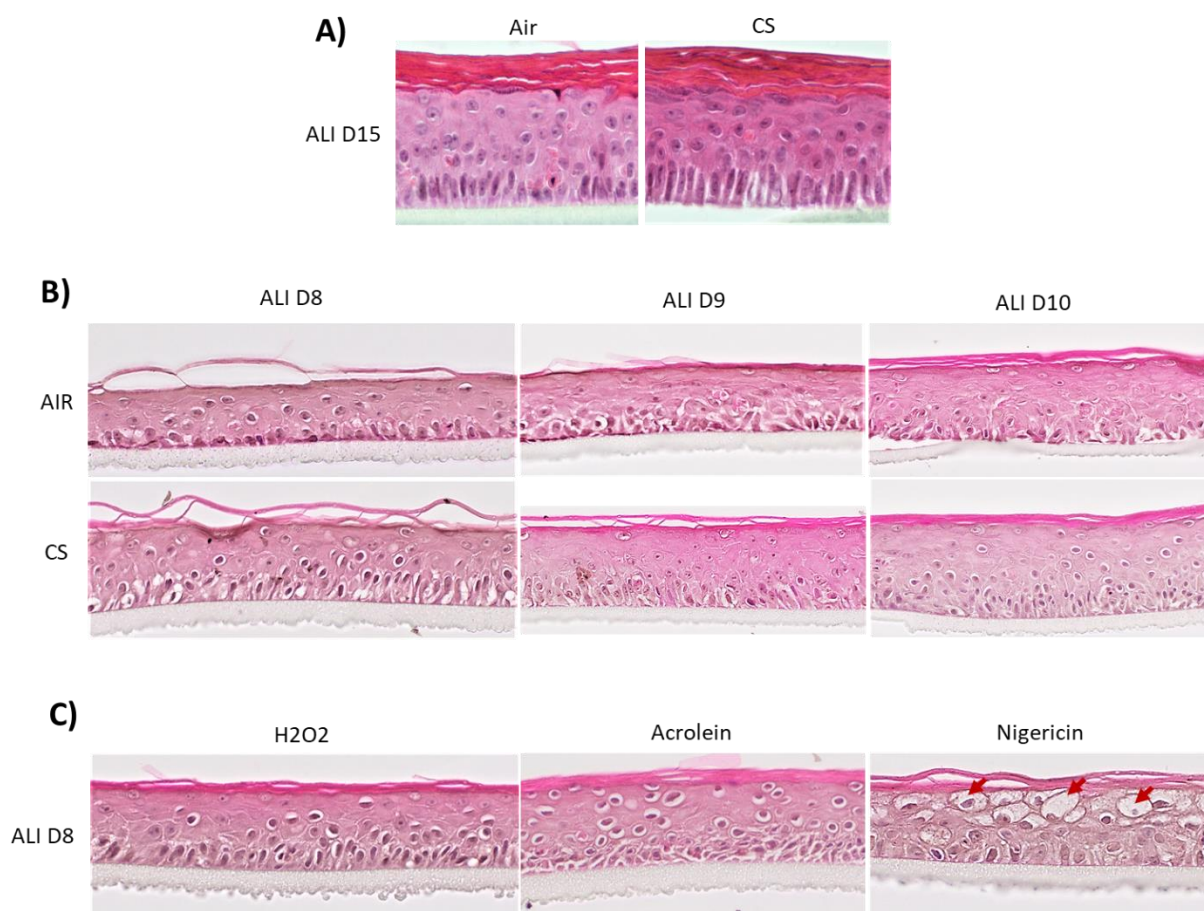 A)
Air CS
ALI D15
B)
ALI D8 ALI D9 ALI D10
AIR
CS
C)
H2O2 Acrolein Nigericin
ALI D8